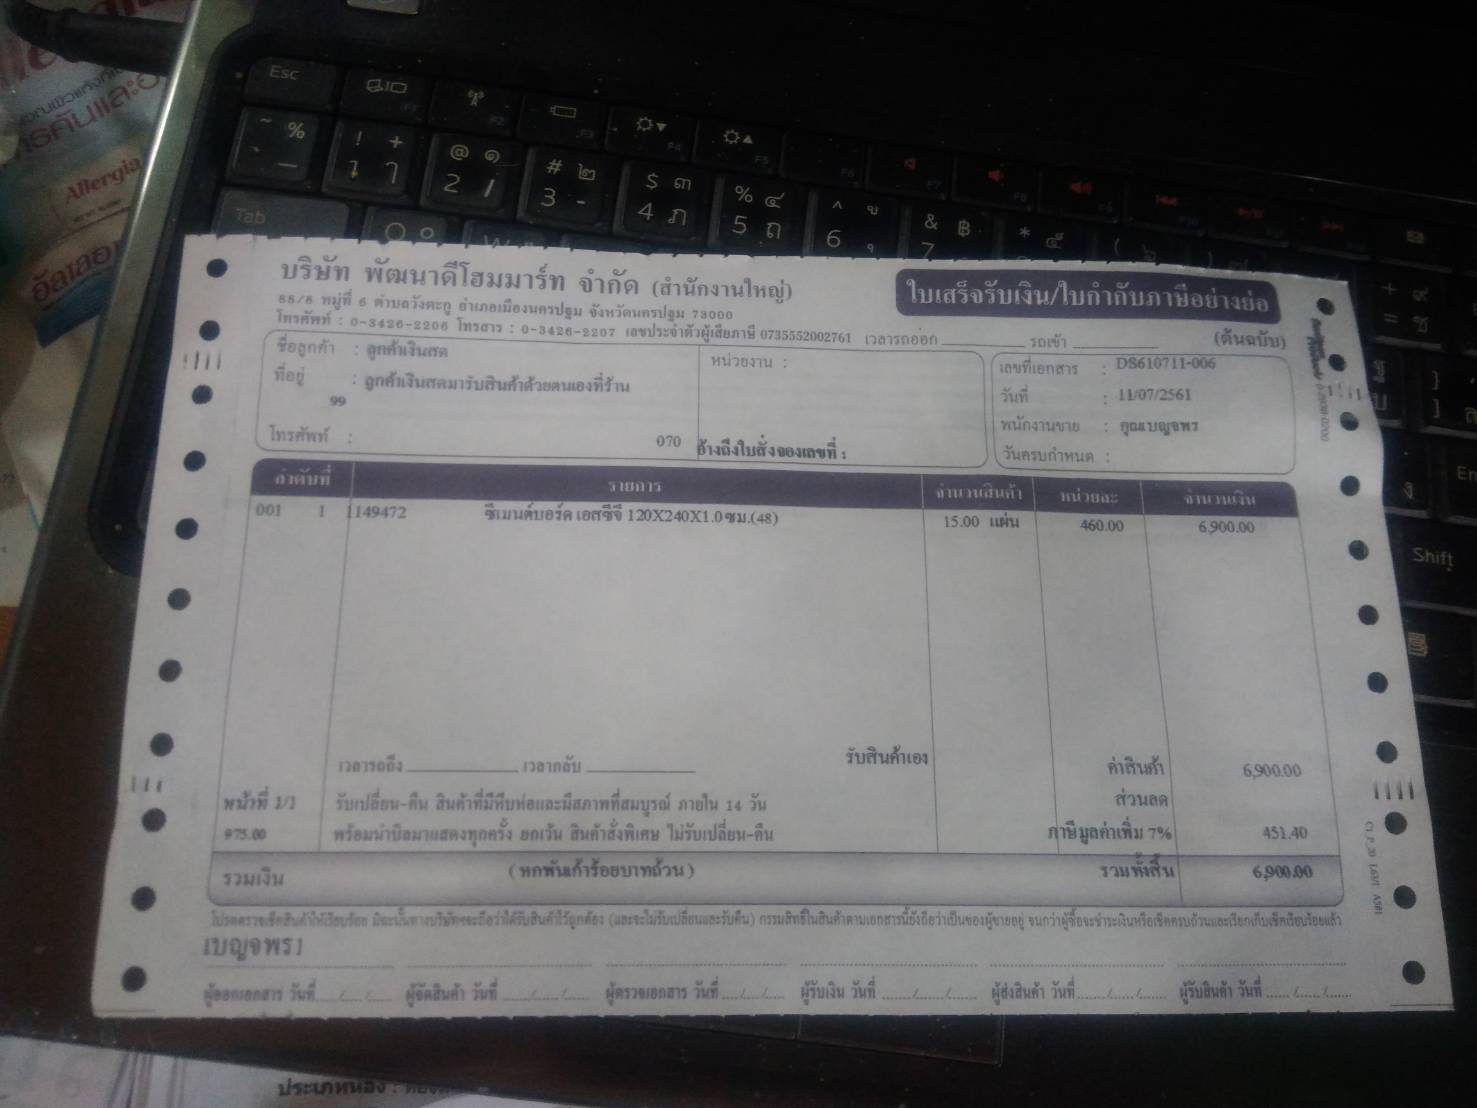 Esc
Tab
Shift
Allergia
บริษัท พัฒนาดีโฮมมาร์ท จำกัด (สำนักงานใหญ่)
ใบเสร็จรับเงิน/ใบกำกับภาษีอย่างย่อ
88/8 หมู่ที่ 6 ตำบลวังตะกู อำเภอเมืองนครปฐม จังหวัดนครปฐม 73000
โทรศัพท์ : 0-3426-2206 โทรสาร : 0-3426-2207 เลขประจำตัวผู้เสียภาษี 0735552002761 เวลารถออก รถเข้า (ต้นฉบับ)
ชื่อลูกค้า : ลูกค้าเงินสด
ที่อยู่ : ลูกค้าเงินสดมารับสินค้าด้วยตนเองที่ร้าน
99
โทรศัพท์ : 070
หน่วยงาน :
อ้างถึงใบสั่งจองเลขที่ :
เลขที่เอกสาร : DS610711-006
วันที่ : 11/07/2561
พนักงานขาย : คุณเบญจพร
วันครบกำหนด :
ลำดับที่ รายการ จำนวนสินค้า หน่วยละ จำนวนเงิน
001 1 1149472 ซีเมนต์บอร์ด เอสซีจี 120X240X1.0ซม.(48) 15.00 แผ่น 460.00 6,900.00
เวลารถถึง เวลากลับ รับสินค้าเอง ค่าสินค้า 6,900.00
หน้าที่ 1/1 รับเปลี่ยน-คืน สินค้าที่มีหีบห่อและมีสภาพที่สมบูรณ์ ภายใน 14 วัน ส่วนลด
975.00 พร้อมนำบิลมาแสดงทุกครั้ง ยกเว้น สินค้าสั่งพิเศษ ไม่รับเปลี่ยน-คืน ภาษีมูลค่าเพิ่ม 7% 451.40
รวมเงิน (หกพันเก้าร้อยบาทถ้วน) รวมทั้งสิ้น 6,900.00
โปรดตรวจเช็คสินค้าให้เรียบร้อย มิฉะนั้นทางบริษัทฯจะถือว่าได้รับสินค้าไว้ถูกต้อง (และจะไม่รับเปลี่ยนและรับคืน) กรรมสิทธิ์ในสินค้าตามเอกสารนี้ยังถือว่าเป็นของผู้ขายอยู่ จนกว่าผู้ซื้อจะชำระเงินหรือเช็คครบถ้วนและเรียกเก็บเช็คเรียบร้อยแล้ว
เบญจพร1
ผู้ออกเอกสาร วันที่ ผู้จัดสินค้า วันที่ ผู้ตรวจเอกสาร วันที่ ผู้รับเงิน วันที่ ผู้ส่งสินค้า วันที่ ผู้รับสินค้า วันที่